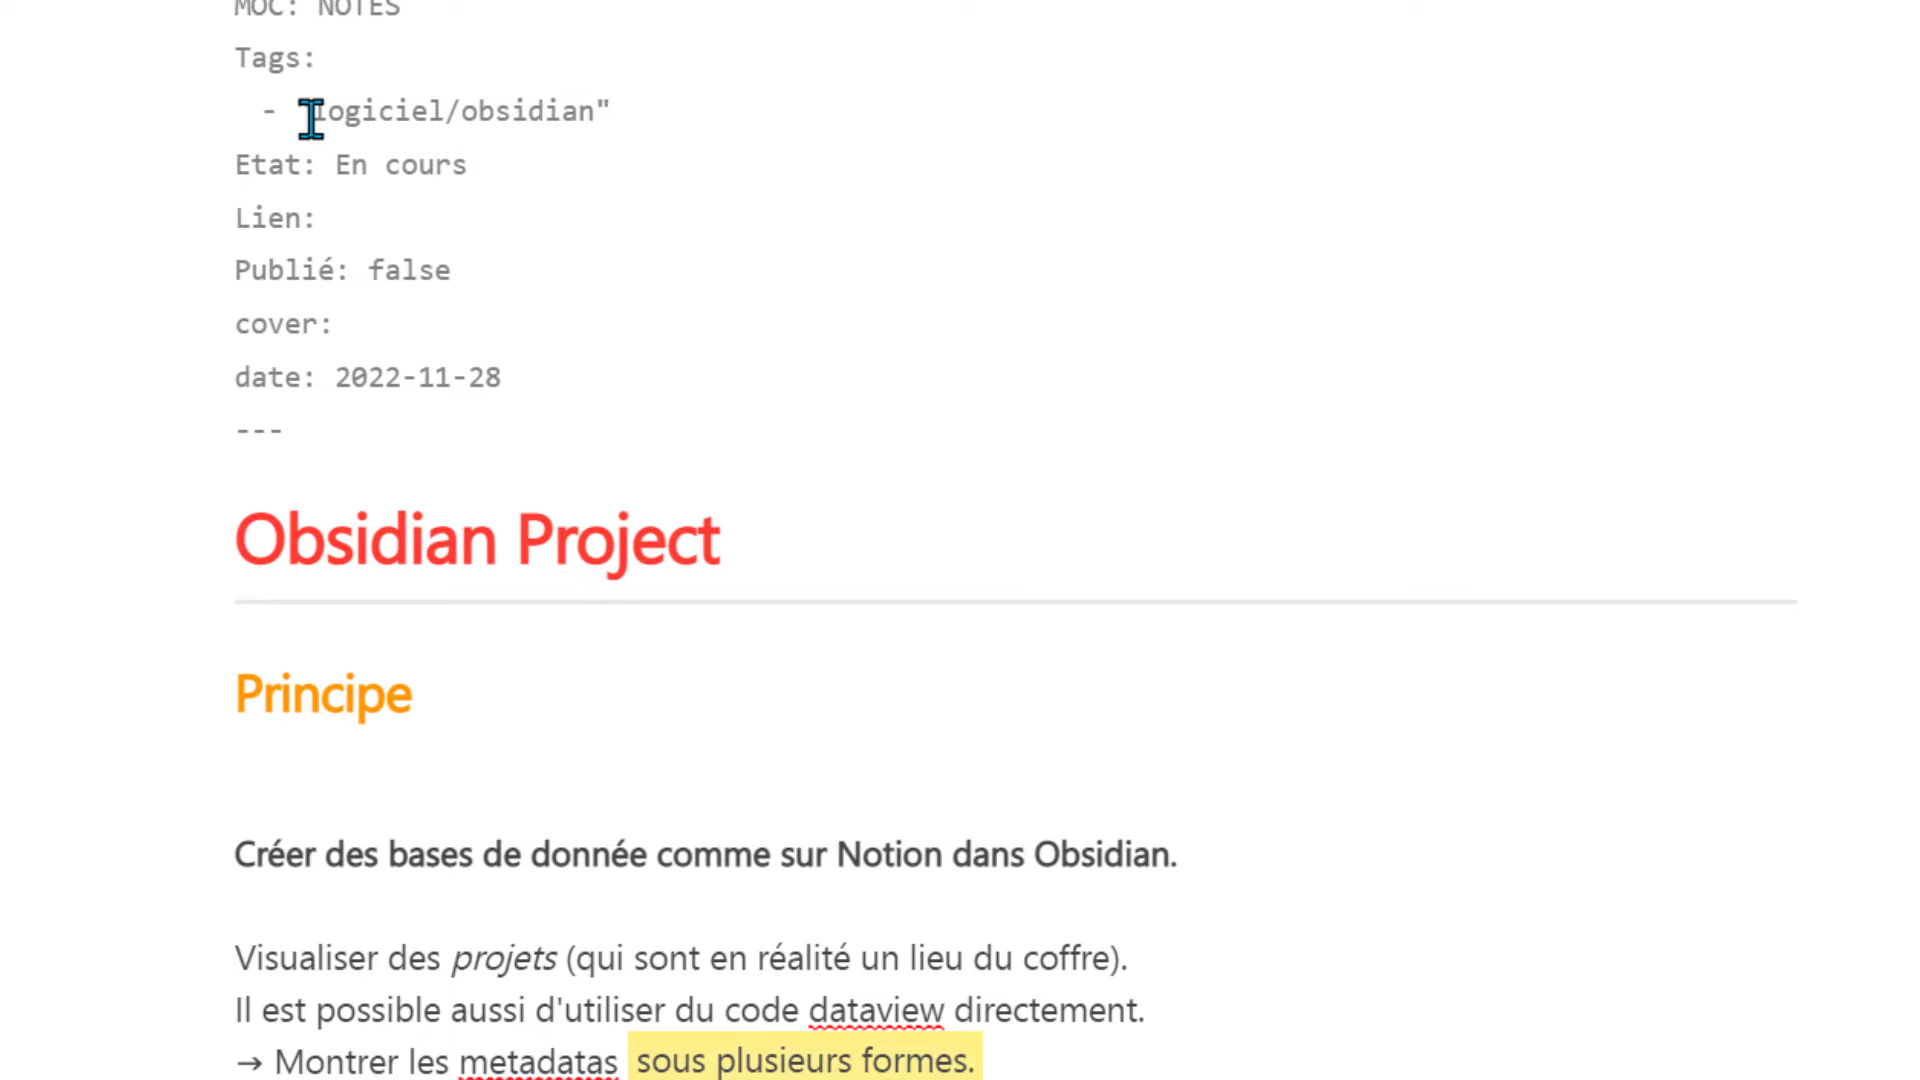 MOC: NOTES
Tags:
- "logiciel/obsidian"
Etat: En cours
Lien:
Publié: false
cover:
date: 2022-11-28
---
Obsidian Project
Principe
Créer des bases de donnée comme sur Notion dans Obsidian.
Visualiser des projets (qui sont en réalité un lieu du coffre).
Il est possible aussi d'utiliser du code dataview directement.
→ Montrer les metadatas sous plusieurs formes.